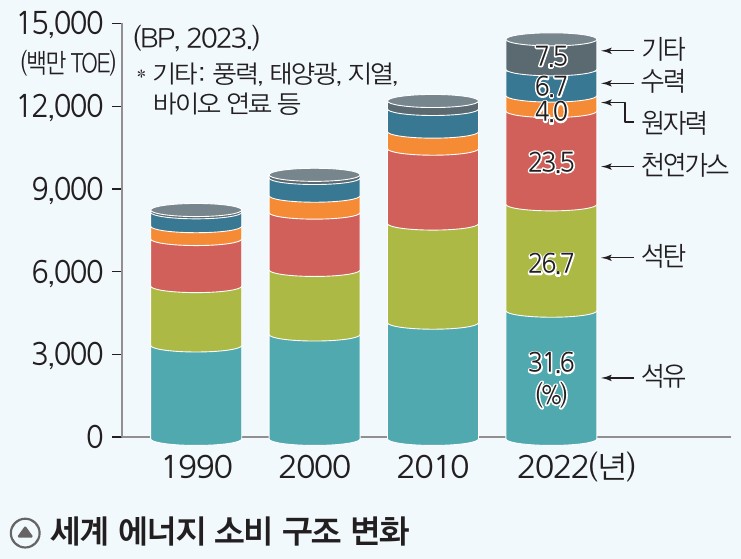 15,000
(백만 TOE)
12,000
9,000
6,000
3,000
0
(BP, 2023.)
* 기타: 풍력, 태양광, 지열,
바이오 연료 등
7.5
6.7
4.0
23.5
26.7
31.6
(%)
기타
수력
원자력
천연가스
석탄
석유
1990 2000 2010 2022(년)
세계 에너지 소비 구조 변화